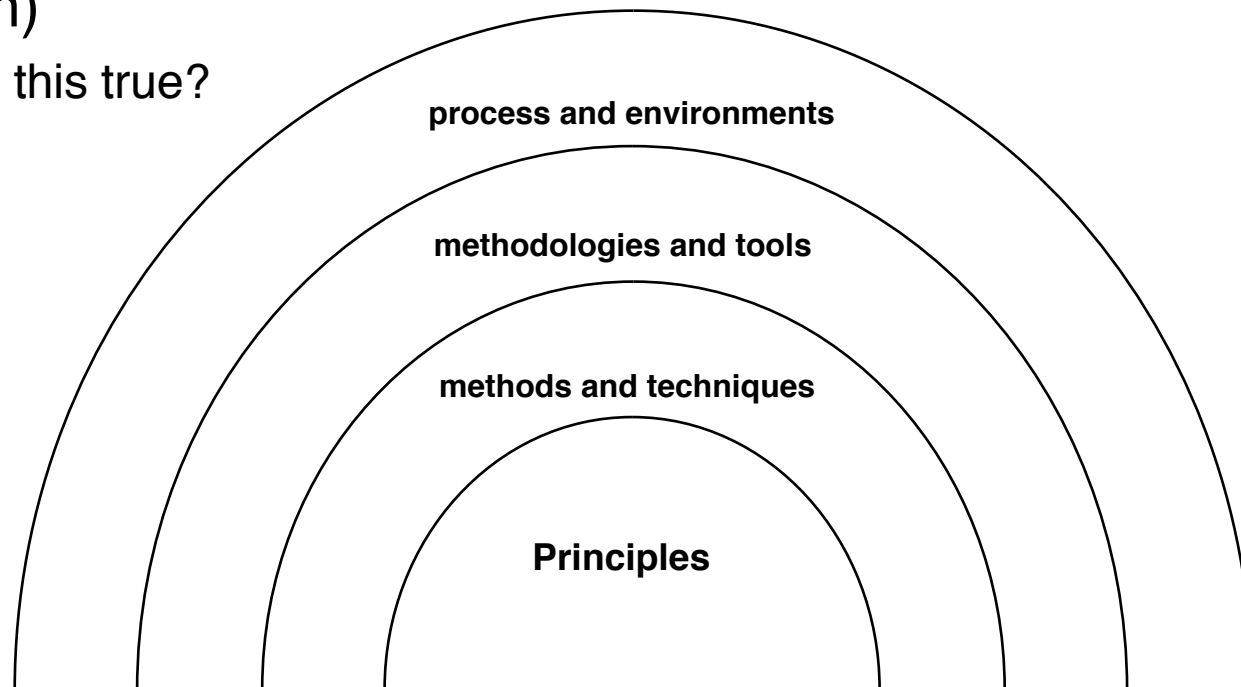 this true?
process and environments
methodologies and tools
methods and techniques
Principles